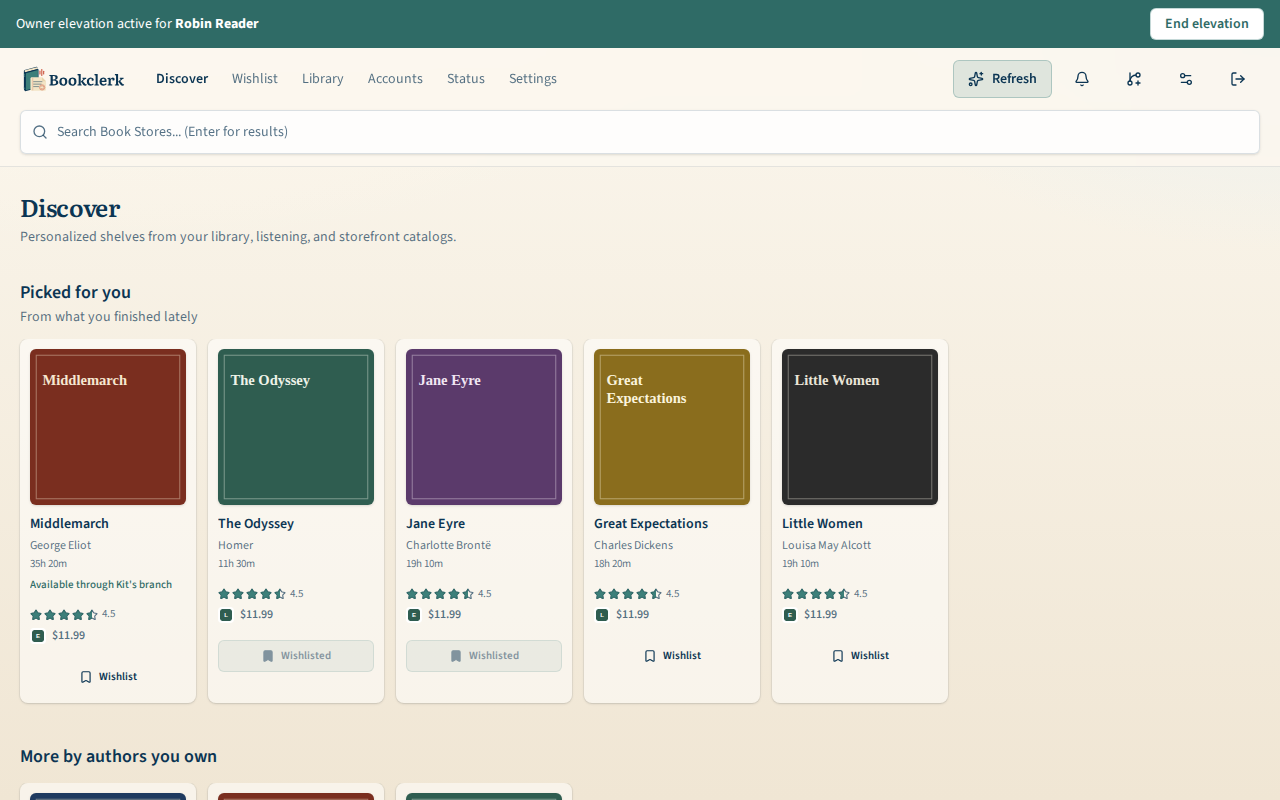 Owner elevation active for Robin Reader
End elevation
Bookclerk
Discover
Wishlist
Library
Accounts
Status
Settings
Refresh
Search Book Stores... (Enter for results)
Discover
Personalized shelves from your library, listening, and storefront catalogs.
Picked for you
From what you finished lately
Middlemarch
Middlemarch
George Eliot
35h 20m
Available through Kit's branch
4.5
E
$11.99
Wishlist
The Odyssey
The Odyssey
Homer
11h 30m
4.5
L
$11.99
Wishlisted
Jane Eyre
Jane Eyre
Charlotte Brontë
19h 10m
4.5
E
$11.99
Wishlisted
Great
Expectations
Great Expectations
Charles Dickens
18h 20m
4.5
L
$11.99
Wishlist
Little Women
Little Women
Louisa May Alcott
19h 10m
4.5
E
$11.99
Wishlist
More by authors you own